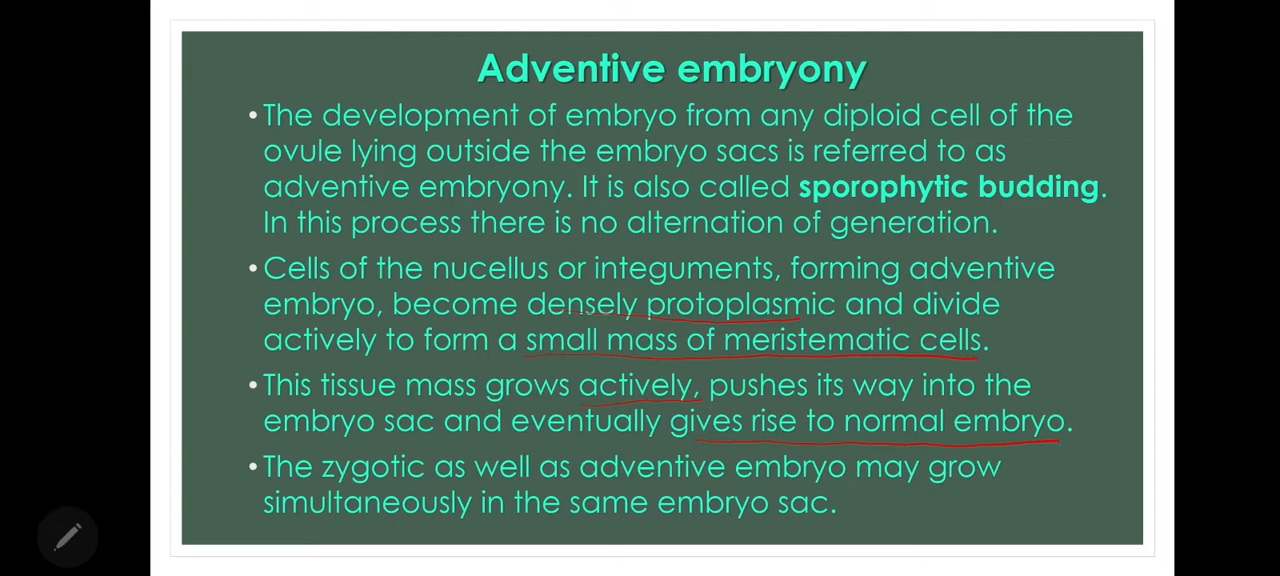 Adventive embryony
•The development of embryo from any diploid cell of the
ovule lying outside the embryo sacs is referred to as
adventive embryony. It is also called sporophytic budding.
In this process there is no alternation of generation.
•Cells of the nucellus or integuments, forming adventive
embryo, become densely protoplasmic and divide
actively to form a small mass of meristematic cells.
•This tissue mass grows actively, pushes its way into the
embryo sac and eventually gives rise to normal embryo.
•The zygotic as well as adventive embryo may grow
simultaneously in the same embryo sac.